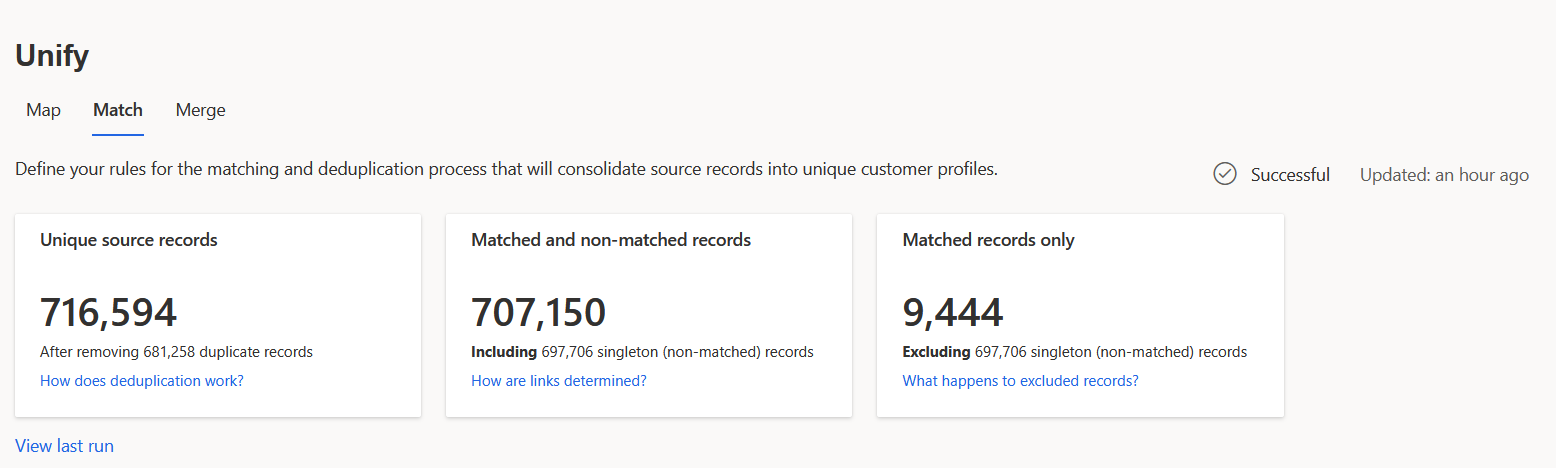 Unify
Map
Match
Merge
Define your rules for the matching and deduplication process that will consolidate source records into unique customer profiles.
Successful
Updated: an hour ago
Unique source records
716,594
After removing 681,258 duplicate records
How does deduplication work?
Matched and non-matched records
707,150
Including 697,706 singleton (non-matched) records
How are links determined?
Matched records only
9,444
Excluding 697,706 singleton (non-matched) records
What happens to excluded records?
View last run